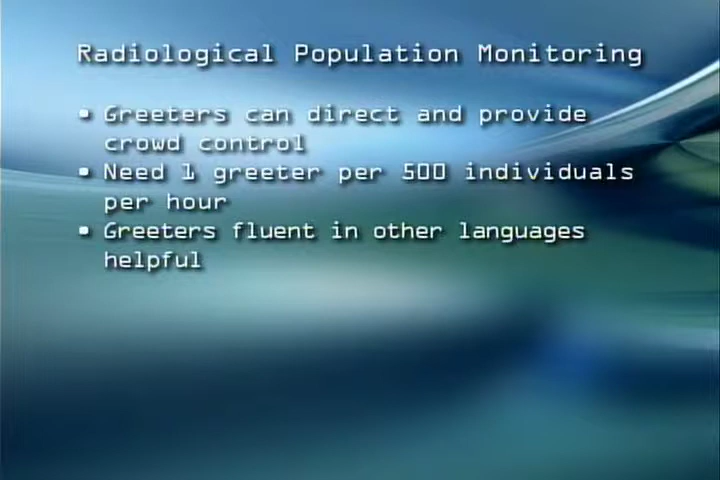 Radiological Population Monitoring
• Greeters can direct and provide
crowd control
• Need 1 greeter per 500 individuals
per hour
• Greeters fluent in other languages
helpful